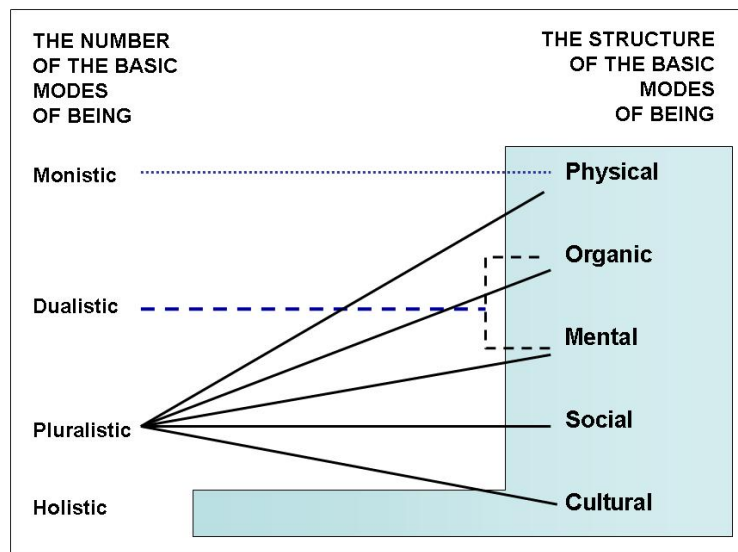 THE NUMBER
OF THE BASIC
MODES
OF BEING
THE STRUCTURE
OF THE BASIC
MODES
OF BEING
Monistic
Physical
Organic
Dualistic
Mental
Pluralistic
Social
Holistic
Cultural